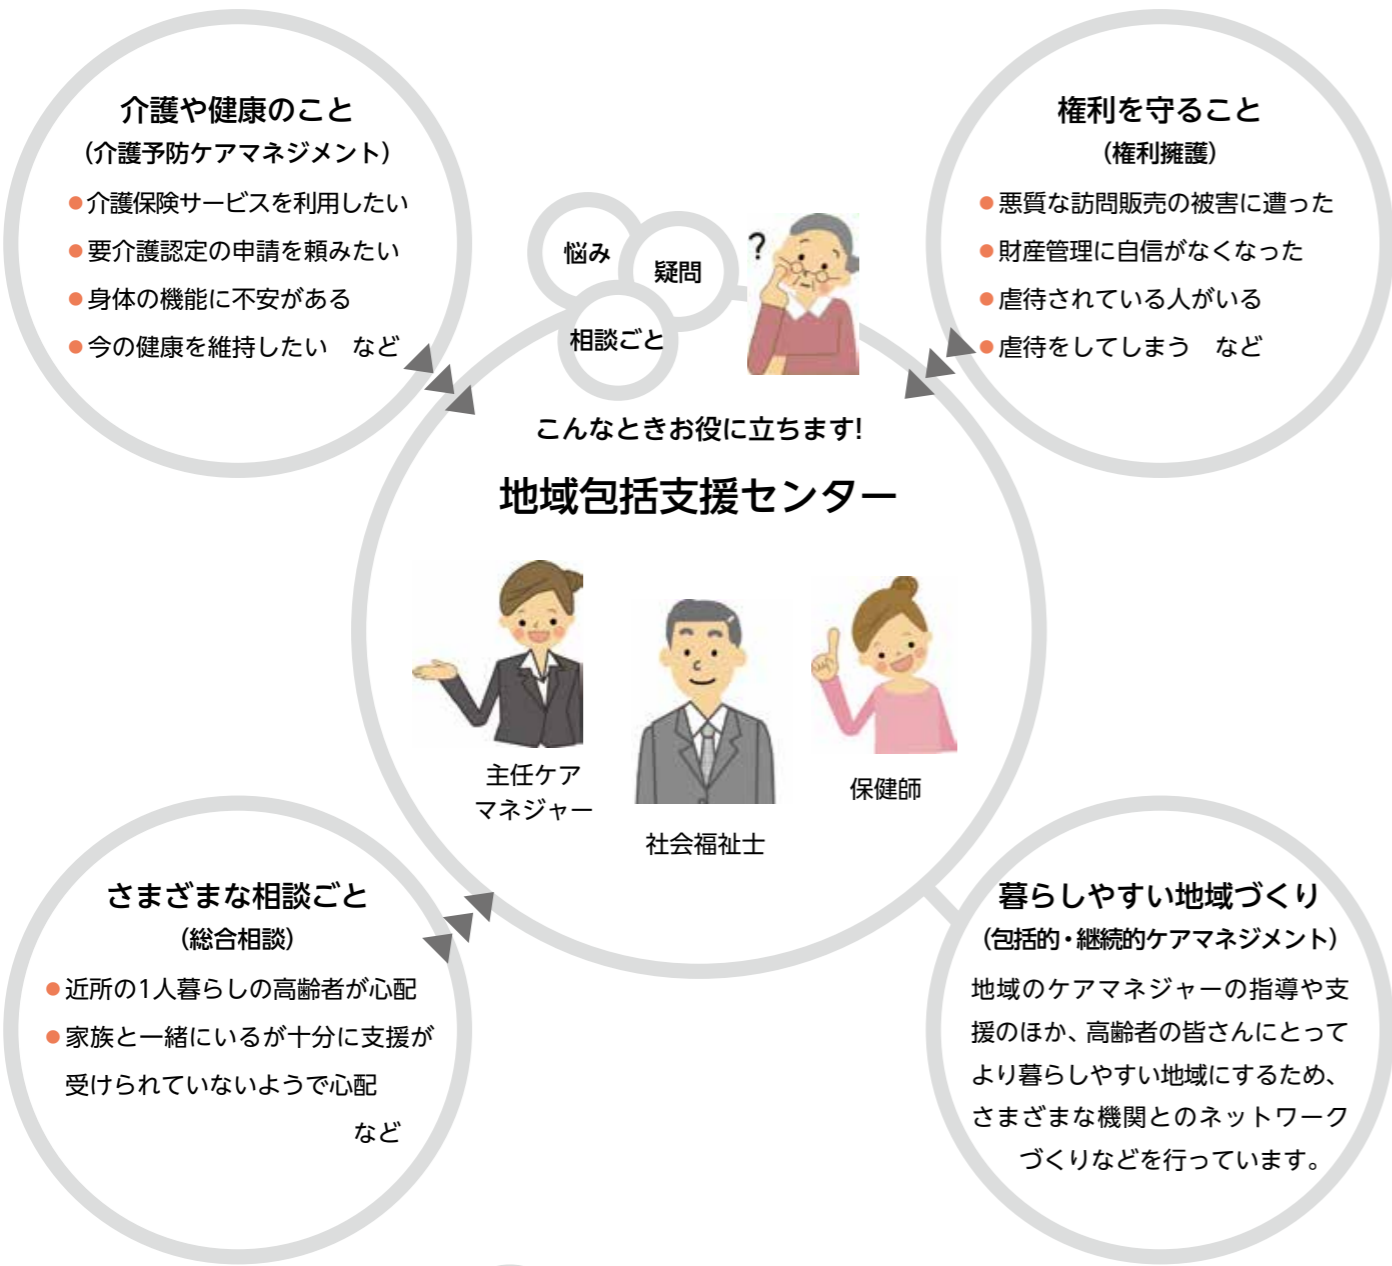 介護や健康のこと
（介護予防ケアマネジメント）
●介護保険サービスを利用したい
●要介護認定の申請を頼みたい
●身体の機能に不安がある
●今の健康を維持したい　など
権利を守ること
（権利擁護）
●悪質な訪問販売の被害に遭った
●財産管理に自信がなくなった
●虐待されている人がいる
●虐待をしてしまう　など
悩み
疑問
相談ごと
?
こんなときお役に立ちます!
地域包括支援センター
主任ケア
マネジャー
社会福祉士
保健師
さまざまな相談ごと
（総合相談）
●近所の1人暮らしの高齢者が心配
●家族と一緒にいるが十分に支援が
受けられていないようで心配
など
暮らしやすい地域づくり
（包括的・継続的ケアマネジメント）
地域のケアマネジャーの指導や支
援のほか、高齢者の皆さんにとって
より暮らしやすい地域にするため、
さまざまな機関とのネットワーク
づくりなどを行っています。